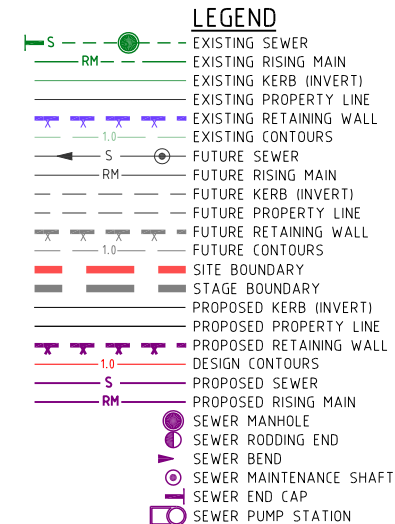 LEGEND
S EXISTING SEWER
RM EXISTING RISING MAIN
EXISTING KERB (INVERT)
EXISTING PROPERTY LINE
EXISTING RETAINING WALL
1.0 EXISTING CONTOURS
S FUTURE SEWER
RM FUTURE RISING MAIN
FUTURE KERB (INVERT)
FUTURE PROPERTY LINE
FUTURE RETAINING WALL
1.0 FUTURE CONTOURS
SITE BOUNDARY
STAGE BOUNDARY
PROPOSED KERB (INVERT)
PROPOSED PROPERTY LINE
PROPOSED RETAINING WALL
1.0 DESIGN CONTOURS
S PROPOSED SEWER
RM PROPOSED RISING MAIN
SEWER MANHOLE
SEWER RODDING END
SEWER BEND
SEWER MAINTENANCE SHAFT
SEWER END CAP
SEWER PUMP STATION